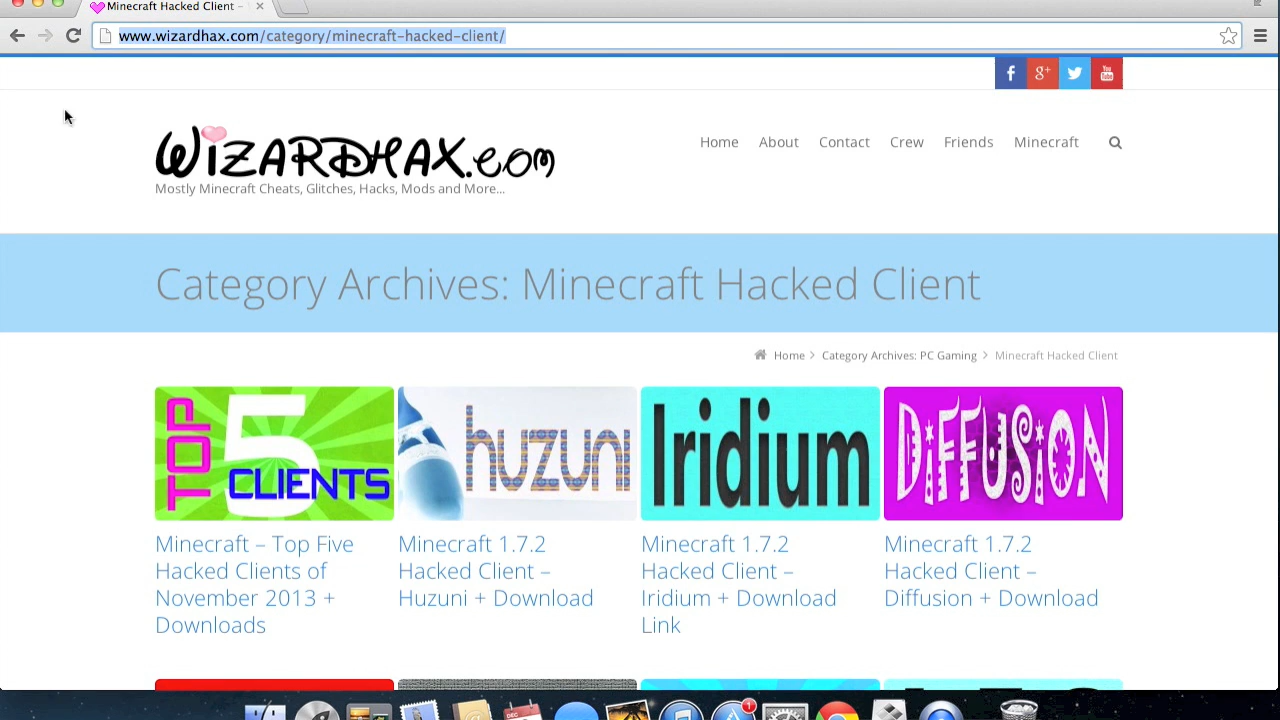 Minecraft Hacked Client –
www.wizardhax.com/category/minecraft-hacked-client/
f g+ You Tube
WiZARDHAX.com
Mostly Minecraft Cheats, Glitches, Hacks, Mods and More...
Home About Contact Crew Friends Minecraft
Category Archives: Minecraft Hacked Client
Home > Category Archives: PC Gaming > Minecraft Hacked Client
TOP 5 CLIENTS
huzuni
Iridium
DiFFUSiON
Minecraft – Top Five
Hacked Clients of
November 2013 +
Downloads
Minecraft 1.7.2
Hacked Client –
Huzuni + Download
Minecraft 1.7.2
Hacked Client –
Iridium + Download
Link
Minecraft 1.7.2
Hacked Client –
Diffusion + Download
DEC
1